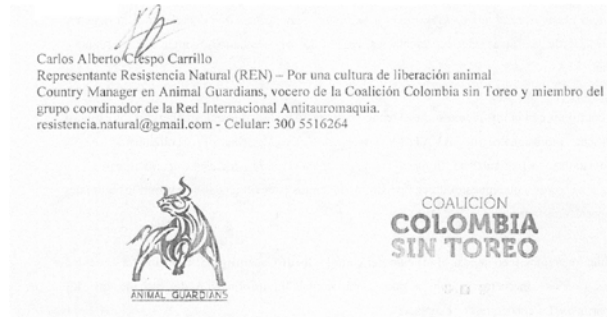 Carlos Alberto Crespo Carrillo
Representante Resistencia Natural (REN) – Por una cultura de liberación animal
Country Manager en Animal Guardians, vocero de la Coalición Colombia sin Toreo y miembro del
grupo coordinador de la Red Internacional Antitauromaquia.
resistencia.natural@gmail.com - Celular: 300 5516264
ANIMAL GUARDIANS
COALICIÓN
COLOMBIA
SIN TOREO